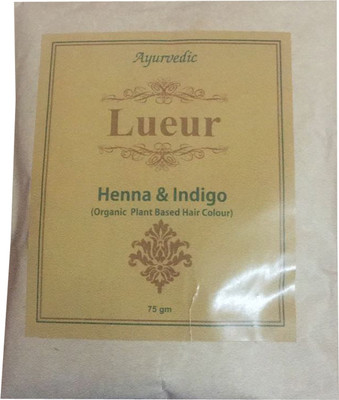 Ayurvedic
Lueur
Henna & Indigo
(Organic Plant Based Hair Colour)
75 gm